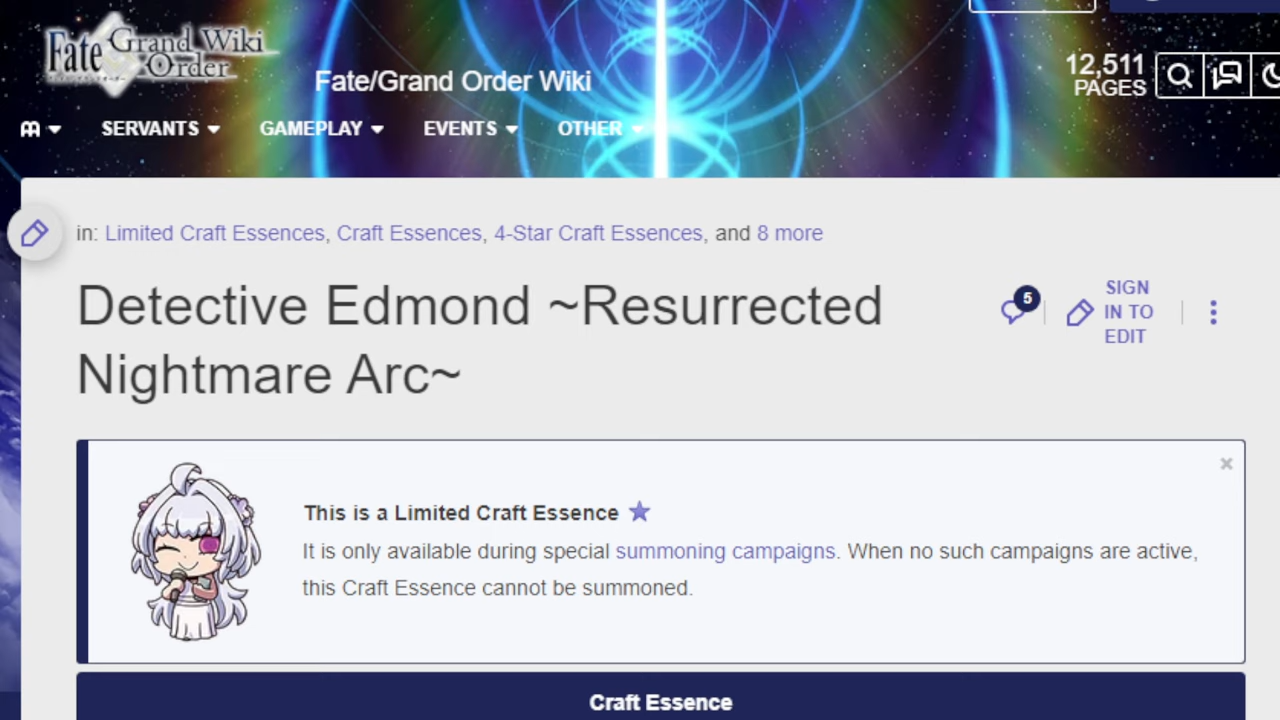 Fate Grand Order Wiki
Fate/Grand Order Wiki
12,511
PAGES
SERVANTS
GAMEPLAY
EVENTS
OTHER
in: Limited Craft Essences, Craft Essences, 4-Star Craft Essences, and 8 more
Detective Edmond ~Resurrected
Nightmare Arc~
5
SIGN
IN TO
EDIT
This is a Limited Craft Essence ★
It is only available during special summoning campaigns. When no such campaigns are active,
this Craft Essence cannot be summoned.
Craft Essence